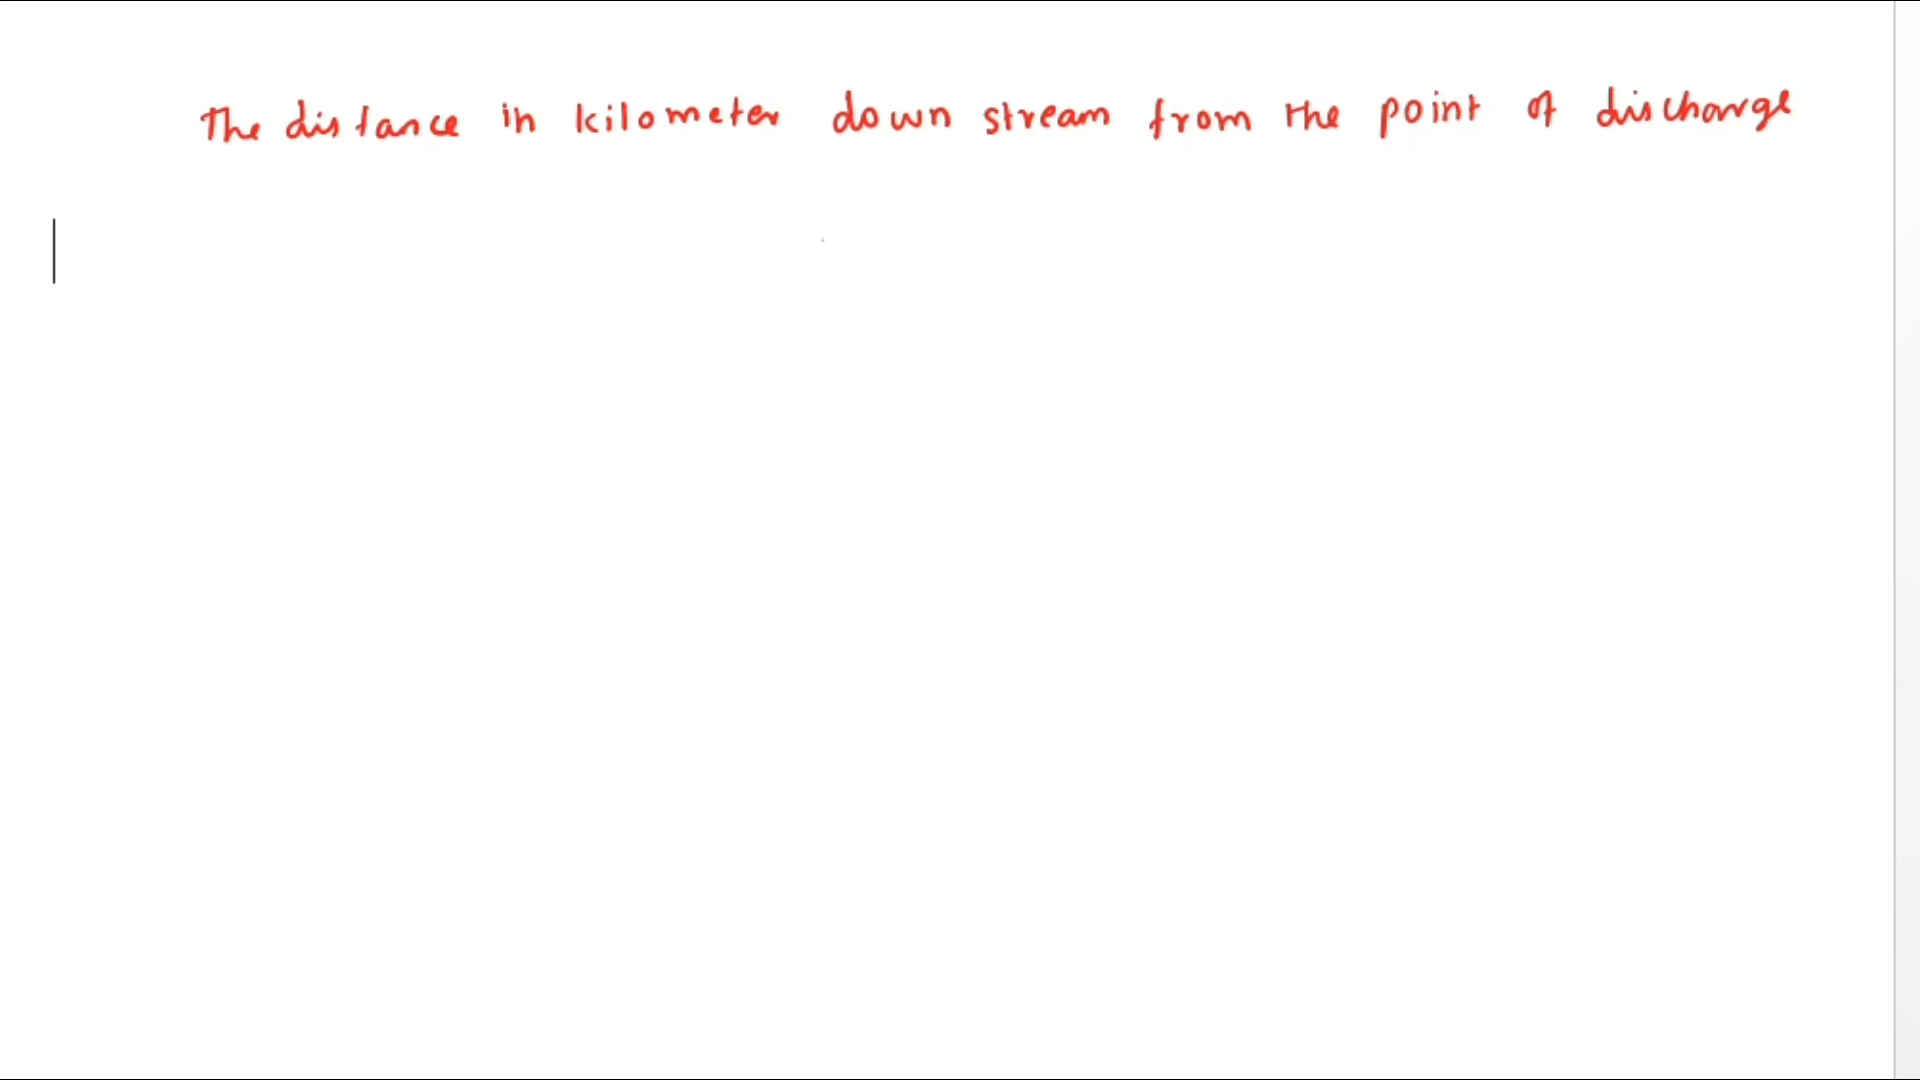 The distance in kilometer down stream from the point of discharge